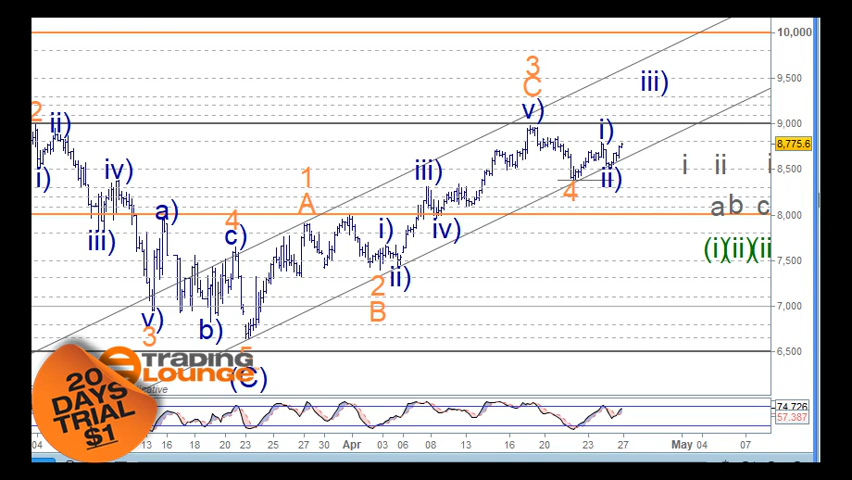 10,000
3
C
9,500
iii)
v)
2
ii)
i)
9,000
8,775.6
iv)
iii)
i)
ii)
8,500
i ii i
1
A
4
a)
4
c)
8,000
ab c
iii)
i)
iv)
ii)
(i)(ii)(ii
7,500
2
B
v)
b)
7,000
3
5
6,500
(C)
e TRADING
LOUNGE
20
DAYS
TRIAL
$1
74.726
57.387
04 13 16 18 20 23 25 27 30 Apr 03 06 08 13 16 20 23 27 May 04 07